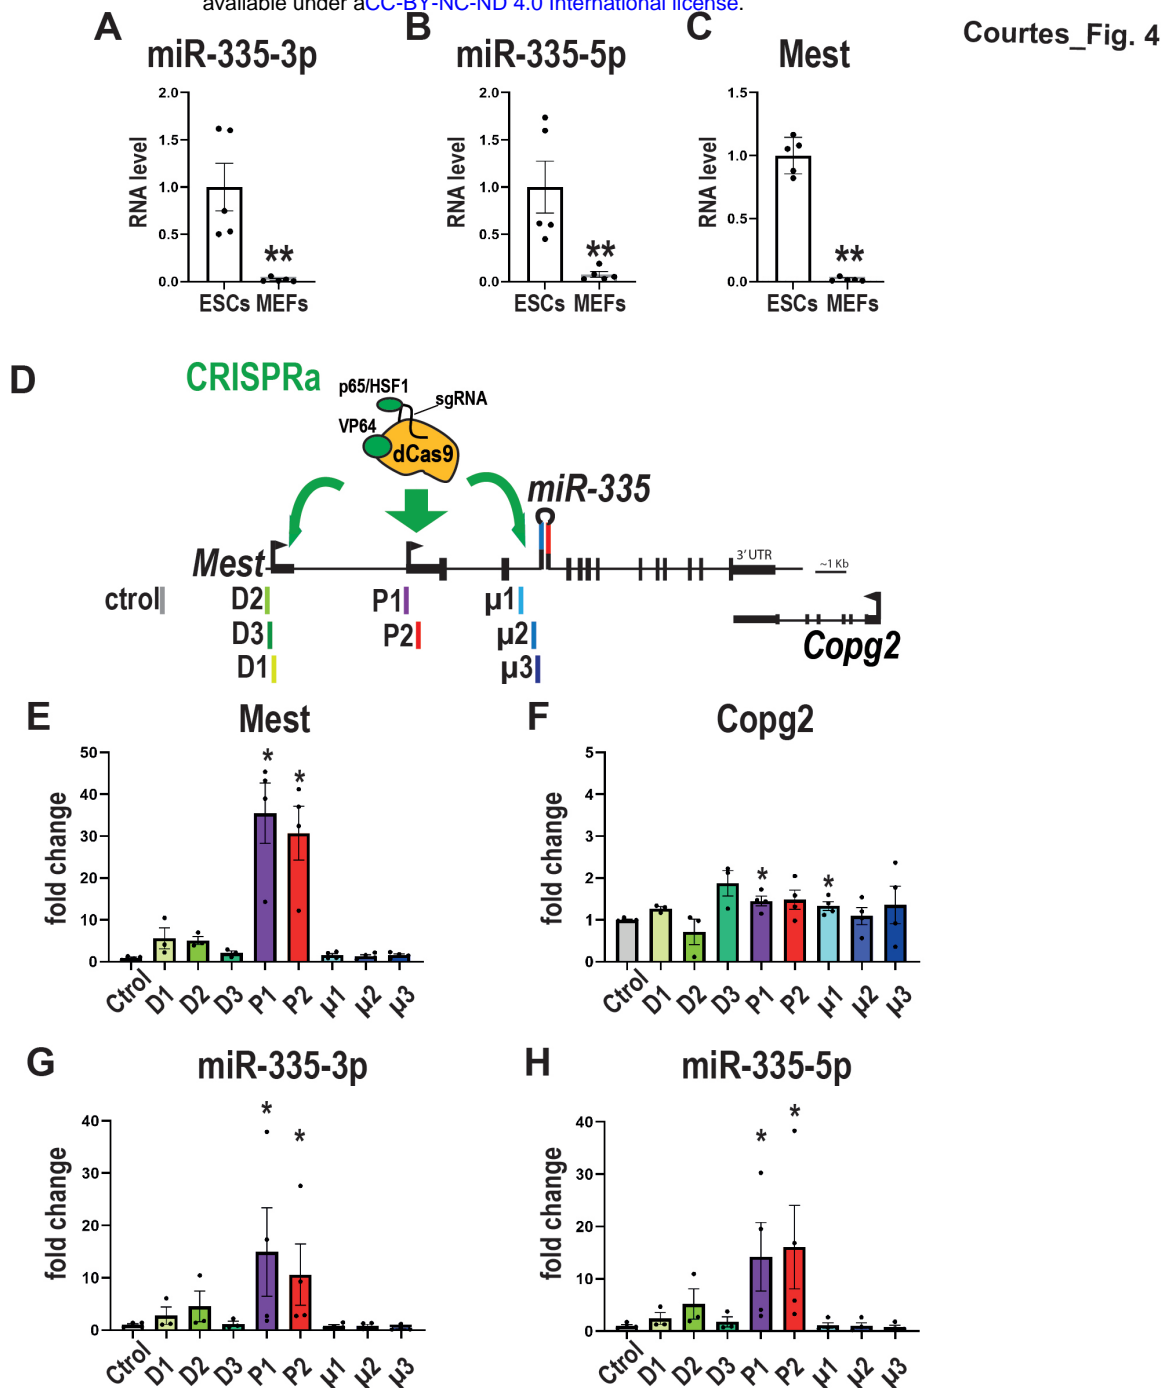 available under aCC-BY-NC-ND 4.0 International license.
Courtes_Fig. 4
A
miR-335-3p
RNA level
2.0
1.5
1.0
0.5
0.0
**
ESCs MEFs
B
miR-335-5p
RNA level
2.0
1.5
1.0
0.5
0.0
**
ESCs MEFs
C
Mest
RNA level
1.5
1.0
0.5
0.0
**
ESCs MEFs
D
CRISPRa
p65/HSF1
sgRNA
VP64
dCas9
miR-335
Mest
3' UTR
~1 Kb
ctrol
D2
P1
µ1
D3
P2
µ2
D1
µ3
Copg2
E
Mest
fold change
50
40
30
20
10
0
*
*
Ctrol D1 D2 D3 P1 P2 µ1 µ2 µ3
F
Copg2
fold change
5
4
3
2
1
0
*
*
Ctrol D1 D2 D3 P1 P2 µ1 µ2 µ3
G
miR-335-3p
fold change
40
30
20
10
0
*
*
Ctrol D1 D2 D3 P1 P2 µ1 µ2 µ3
H
miR-335-5p
fold change
40
30
20
10
0
*
*
Ctrol D1 D2 D3 P1 P2 µ1 µ2 µ3